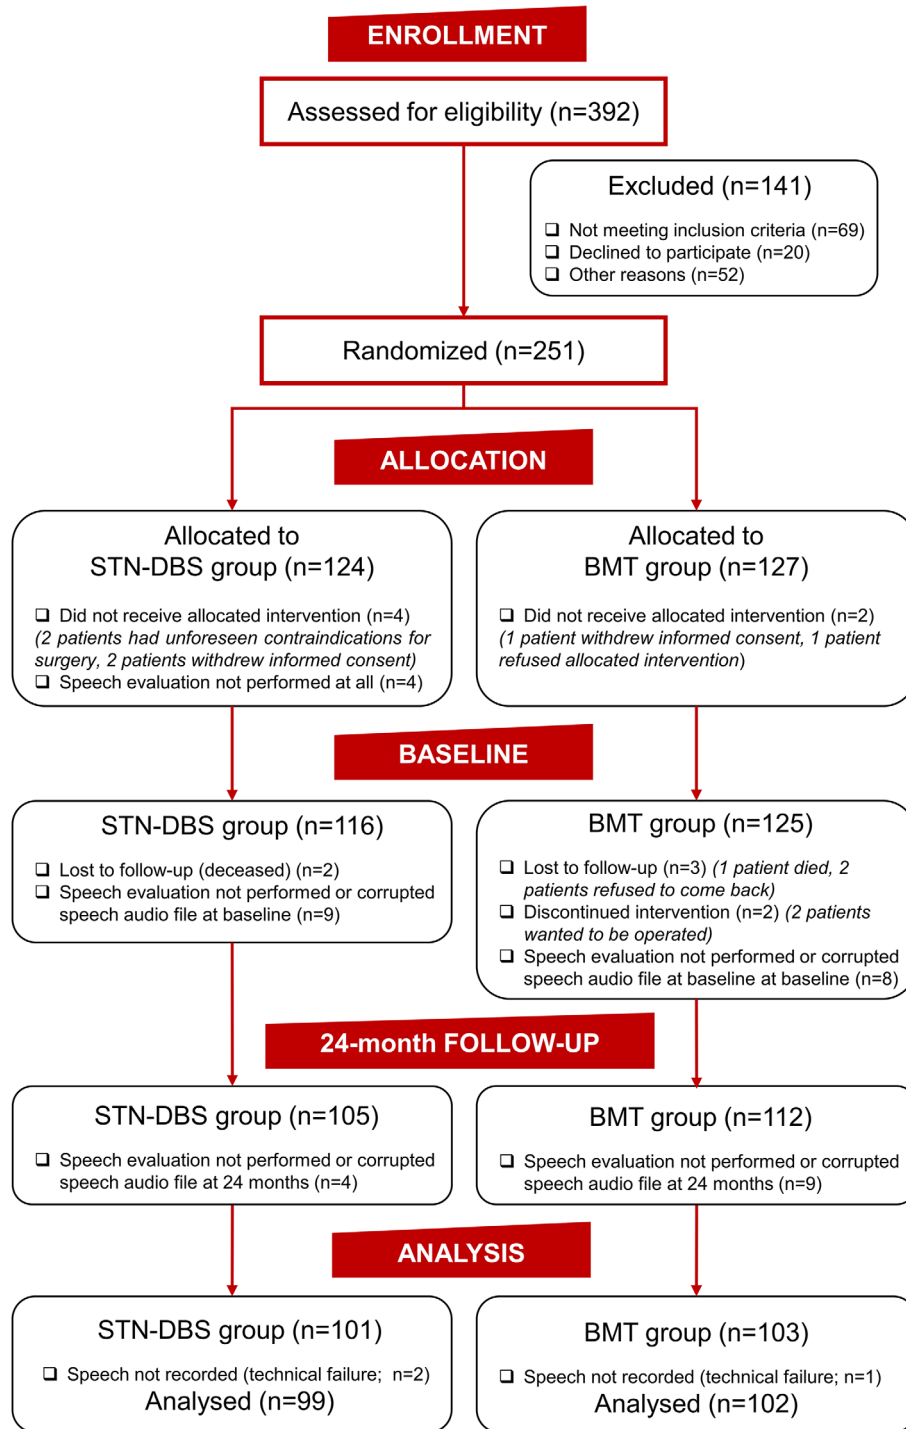 ENROLLMENT
Assessed for eligibility (n=392)
Excluded (n=141)
❑ Not meeting inclusion criteria (n=69)
❑ Declined to participate (n=20)
❑ Other reasons (n=52)
Randomized (n=251)
ALLOCATION
Allocated to
STN-DBS group (n=124)
❑ Did not receive allocated intervention (n=4)
(2 patients had unforeseen contraindications for
surgery, 2 patients withdrew informed consent)
❑ Speech evaluation not performed at all (n=4)
Allocated to
BMT group (n=127)
❑ Did not receive allocated intervention (n=2)
(1 patient withdrew informed consent, 1 patient
refused allocated intervention)
BASELINE
STN-DBS group (n=116)
❑ Lost to follow-up (deceased) (n=2)
❑ Speech evaluation not performed or corrupted
speech audio file at baseline (n=9)
BMT group (n=125)
❑ Lost to follow-up (n=3) (1 patient died, 2
patients refused to come back)
❑ Discontinued intervention (n=2) (2 patients
wanted to be operated)
❑ Speech evaluation not performed or corrupted
speech audio file at baseline at baseline (n=8)
24-month FOLLOW-UP
STN-DBS group (n=105)
❑ Speech evaluation not performed or corrupted
speech audio file at 24 months (n=4)
BMT group (n=112)
❑ Speech evaluation not performed or corrupted
speech audio file at 24 months (n=9)
ANALYSIS
STN-DBS group (n=101)
❑ Speech not recorded (technical failure; n=2)
Analysed (n=99)
BMT group (n=103)
❑ Speech not recorded (technical failure; n=1)
Analysed (n=102)